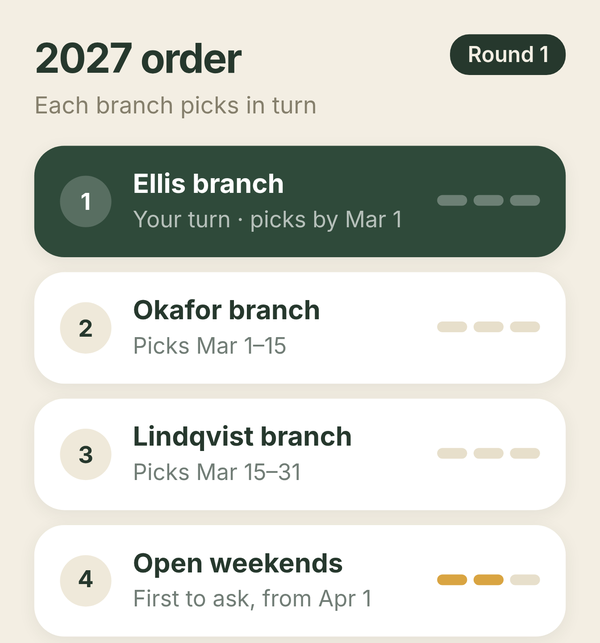 2027 order
Round 1
Each branch picks in turn
1
Ellis branch
Your turn · picks by Mar 1
2
Okafor branch
Picks Mar 1–15
3
Lindqvist branch
Picks Mar 15–31
4
Open weekends
First to ask, from Apr 1